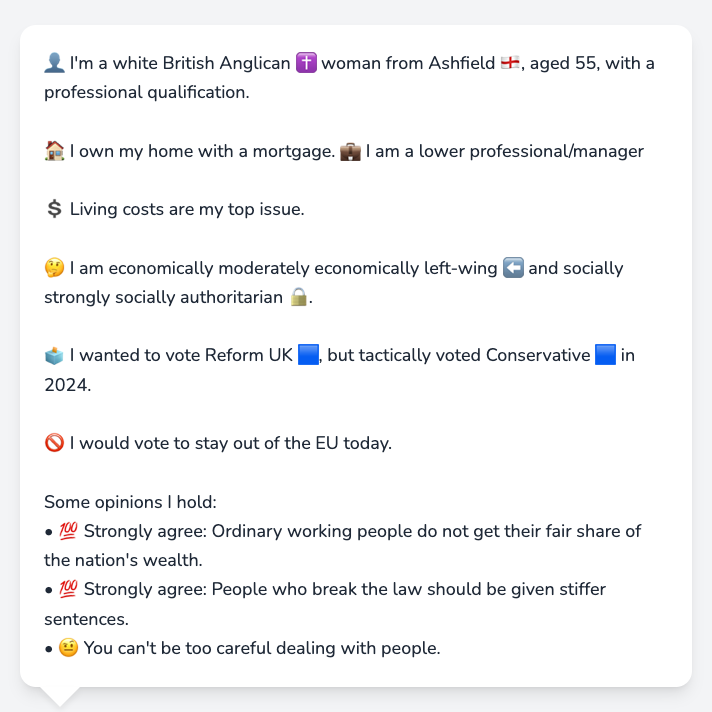 👤 I'm a white British Anglican ✝️ woman from Ashfield 🏴󠁧󠁢󠁥󠁮󠁧󠁿, aged 55, with a
professional qualification.
🏠 I own my home with a mortgage. 💼 I am a lower professional/manager
💲 Living costs are my top issue.
🤔 I am economically moderately economically left-wing ⬅️ and socially
strongly socially authoritarian 🔒.
🗳️ I wanted to vote Reform UK 🟦, but tactically voted Conservative 🟦 in
2024.
🚫 I would vote to stay out of the EU today.
Some opinions I hold:
• 💯 Strongly agree: Ordinary working people do not get their fair share of
the nation's wealth.
• 💯 Strongly agree: People who break the law should be given stiffer
sentences.
• 🤨 You can't be too careful dealing with people.